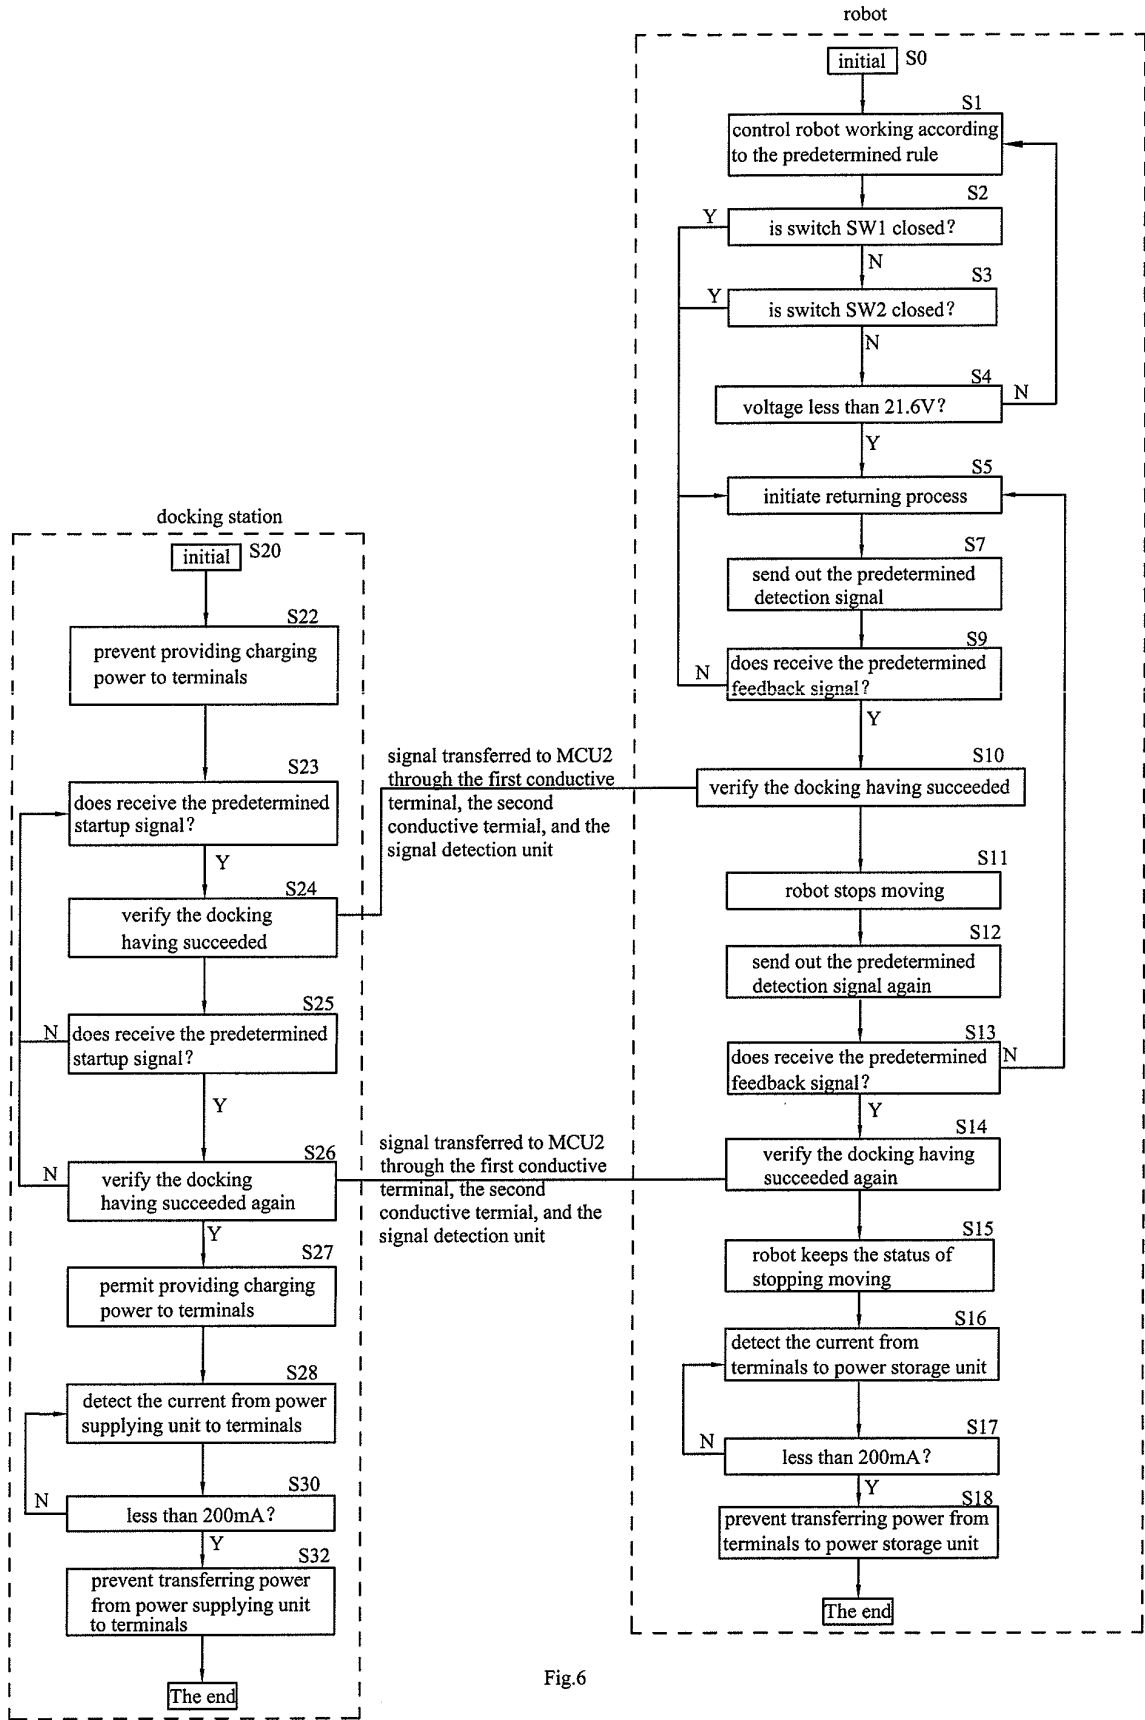 robot
initial
S0
S1
control robot working according
to the predetermined rule
S2
Y
is switch SW1 closed?
N
S3
Y
is switch SW2 closed?
N
S4
voltage less than 21.6V?
N
Y
S5
initiate returning process
S7
send out the predetermined
detection signal
S9
does receive the predetermined
feedback signal?
N
Y
S10
verify the docking having succeeded
S11
robot stops moving
S12
send out the predetermined
detection signal again
S13
does receive the predetermined
feedback signal?
N
Y
S14
verify the docking having
succeeded again
S15
robot keeps the status of
stopping moving
S16
detect the current from
terminals to power storage unit
S17
N
less than 200mA?
Y
S18
prevent transferring power from
terminals to power storage unit
The end
signal transferred to MCU2
through the first conductive
terminal, the second
conductive termial, and the
signal detection unit
signal transferred to MCU2
through the first conductive
terminal, the second
conductive termial, and the
signal detection unit
docking station
initial
S20
S22
prevent providing charging
power to terminals
S23
does receive the predetermined
startup signal?
Y
S24
verify the docking
having succeeded
S25
N
does receive the predetermined
startup signal?
Y
S26
N
verify the docking
having succeeded again
Y
S27
permit providing charging
power to terminals
S28
detect the current from power
supplying unit to terminals
S30
N
less than 200mA?
Y
S32
prevent transferring power
from power supplying unit
to terminals
The end
Fig.6